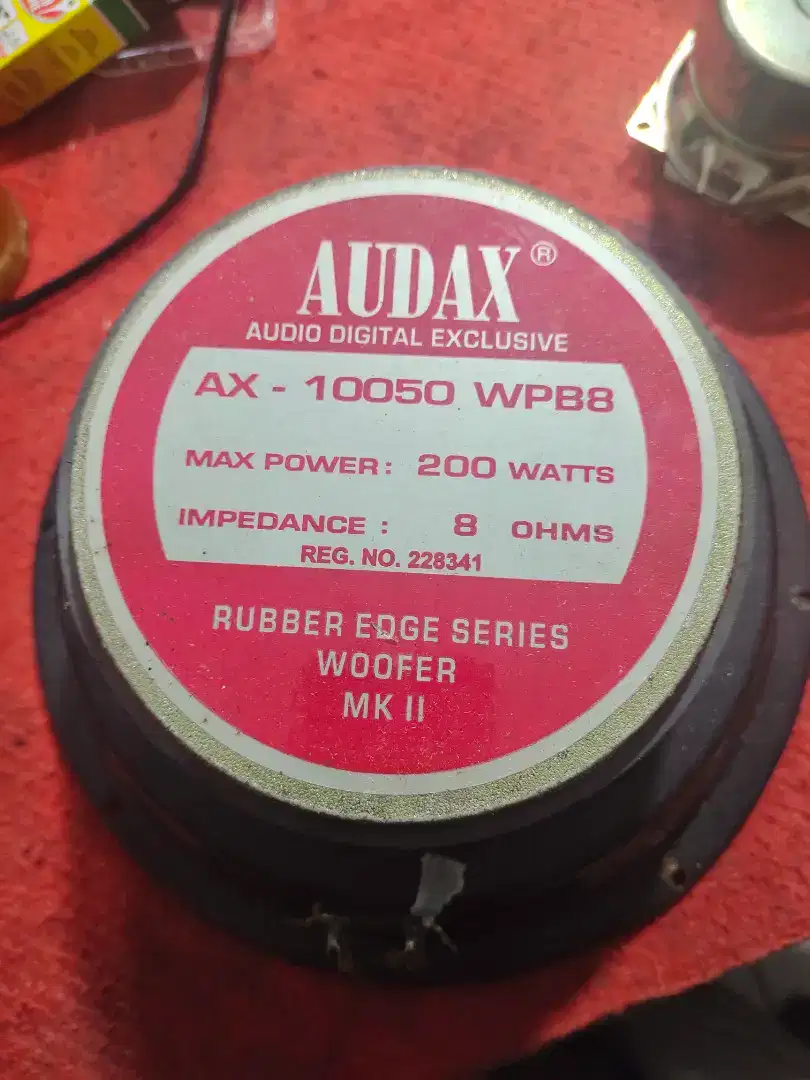 AUDAX ®
AUDIO DIGITAL EXCLUSIVE
AX - 10050 WPB8
MAX POWER : 200 WATTS
IMPEDANCE : 8 OHMS
REG. NO. 228341
RUBBER EDGE SERIES
WOOFER
MK II